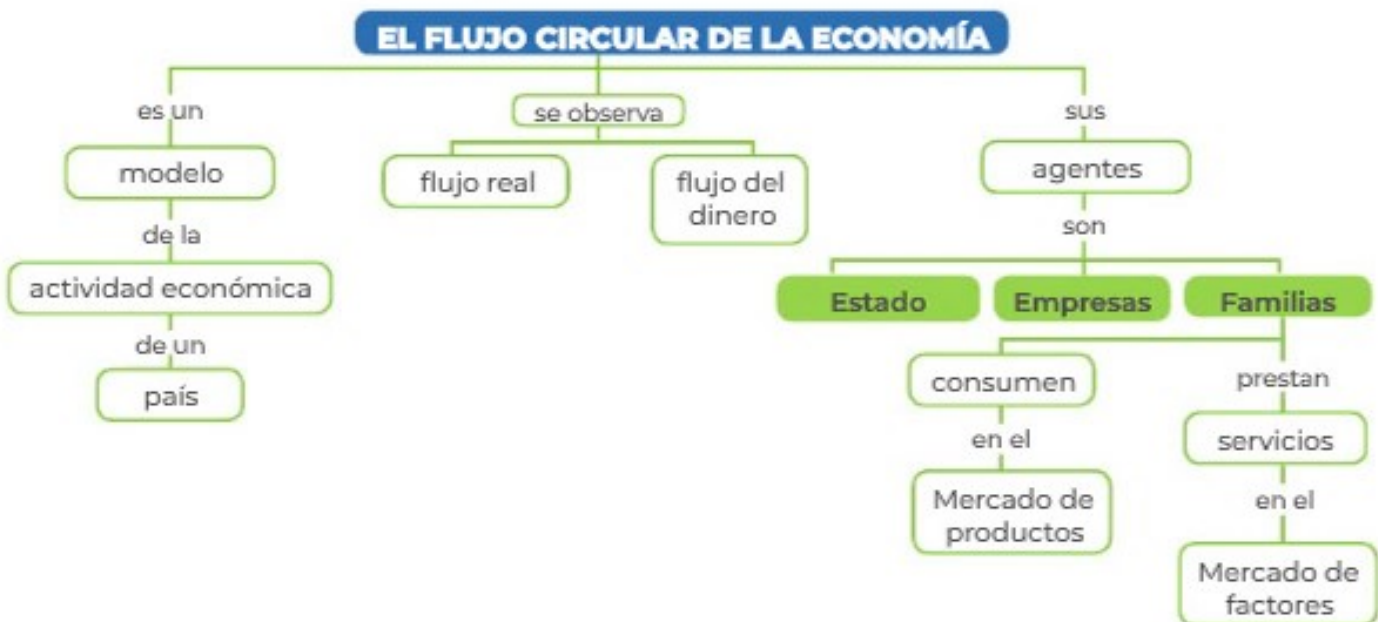 EL FLUJO CIRCULAR DE LA ECONOMÍA
es un
modelo
de la
actividad económica
de un
país
se observa
flujo real
flujo del
dinero
sus
agentes
son
Estado
Empresas
Familias
consumen
en el
Mercado de
productos
prestan
servicios
en el
Mercado de
factores